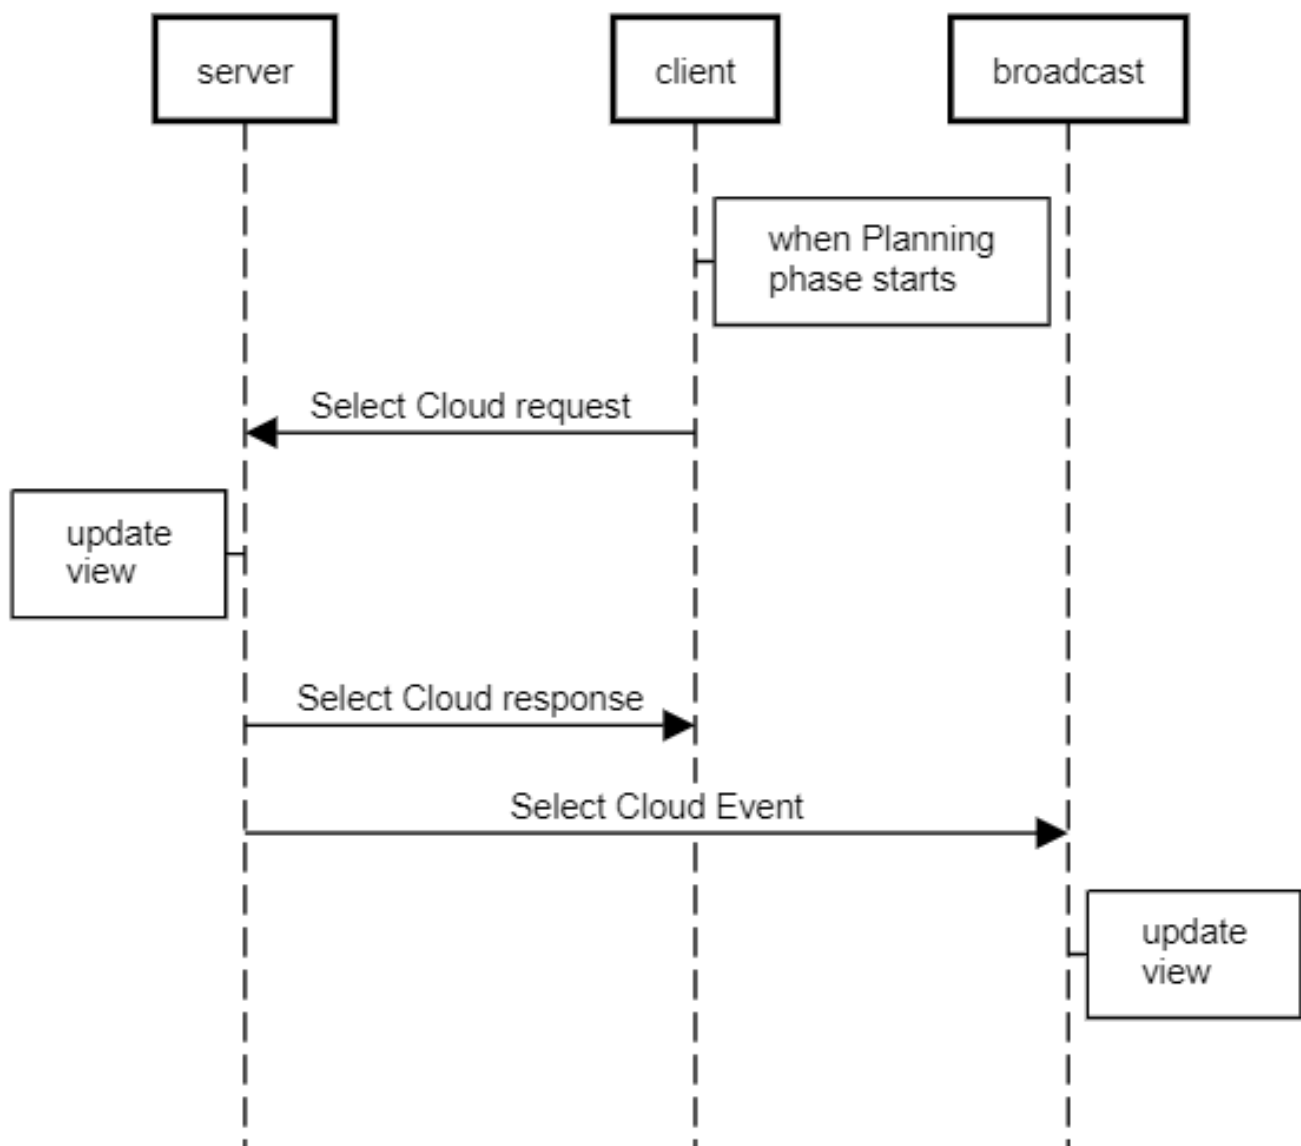 server
client
broadcast
when Planning
phase starts
Select Cloud request
update
view
Select Cloud response
Select Cloud Event
update
view